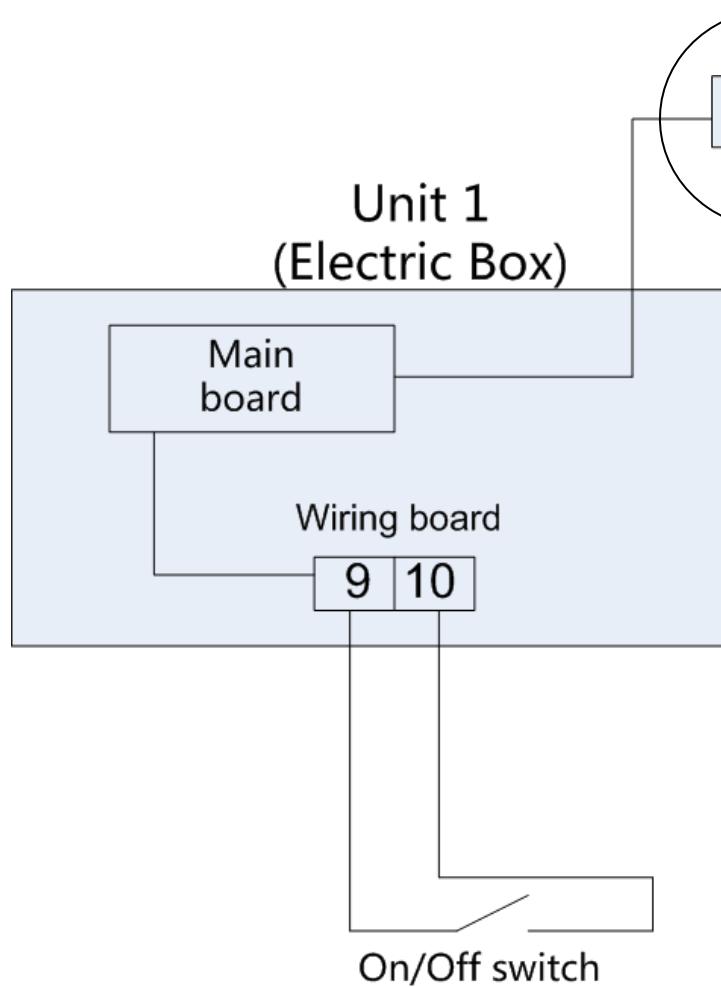 Unit 1
(Electric Box)
Main
board
Wiring board
9 10
On/Off switch